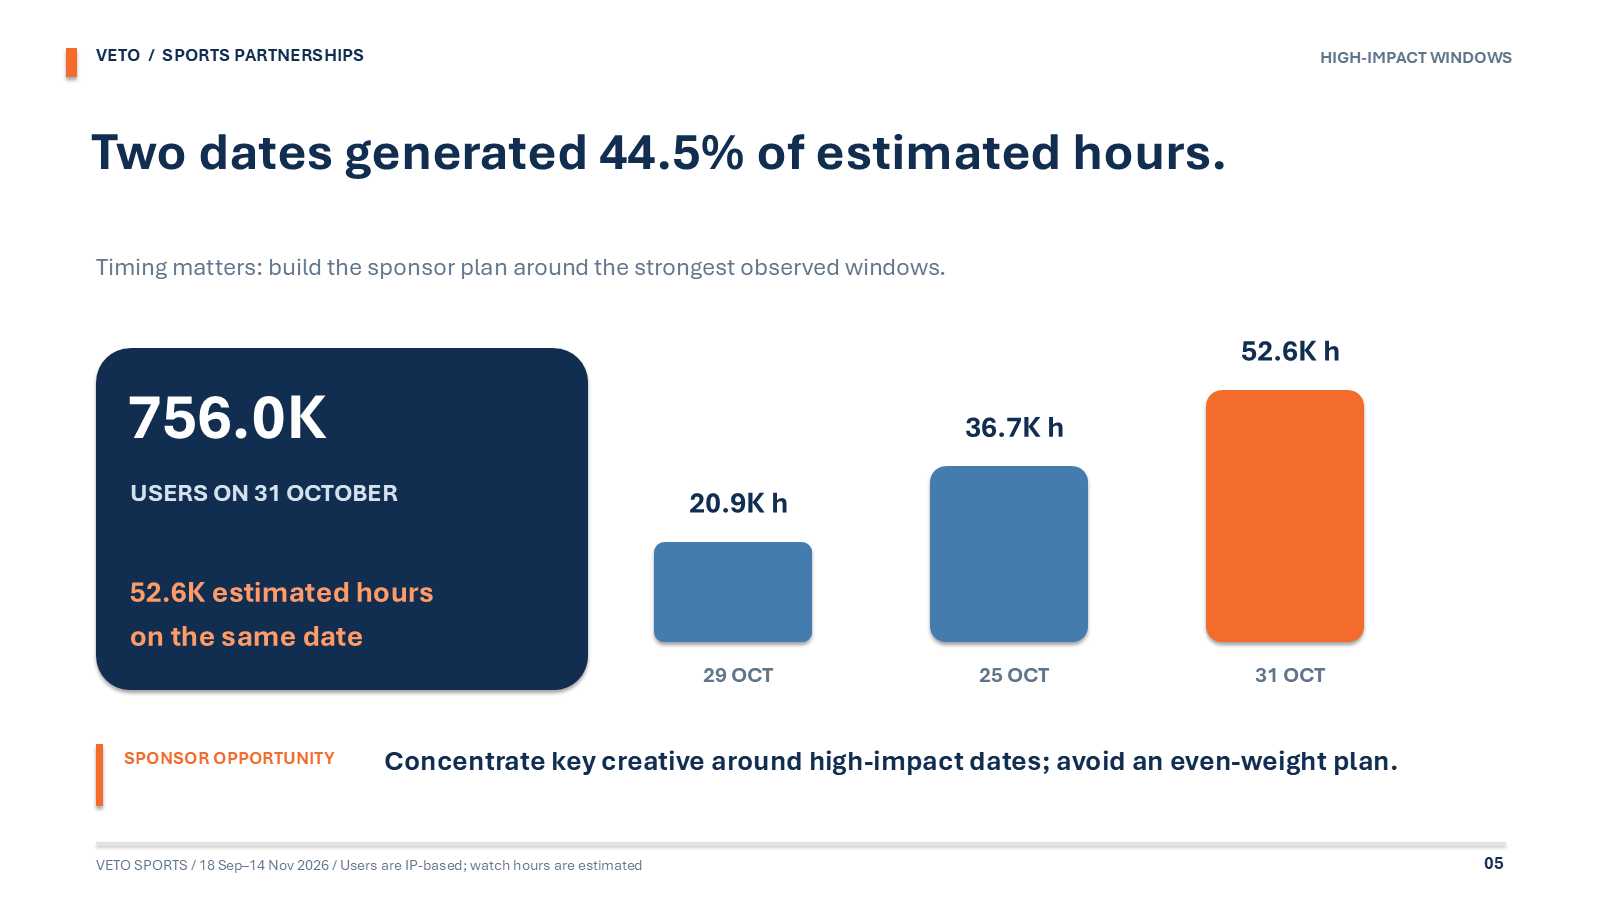 VETO / SPORTS PARTNERSHIPS
HIGH-IMPACT WINDOWS
Two dates generated 44.5% of estimated hours.
Timing matters: build the sponsor plan around the strongest observed windows.
756.0K
USERS ON 31 OCTOBER
52.6K estimated hours
on the same date
20.9K h
36.7K h
52.6K h
29 OCT
25 OCT
31 OCT
SPONSOR OPPORTUNITY
Concentrate key creative around high-impact dates; avoid an even-weight plan.
VETO SPORTS / 18 Sep–14 Nov 2026 / Users are IP-based; watch hours are estimated
05